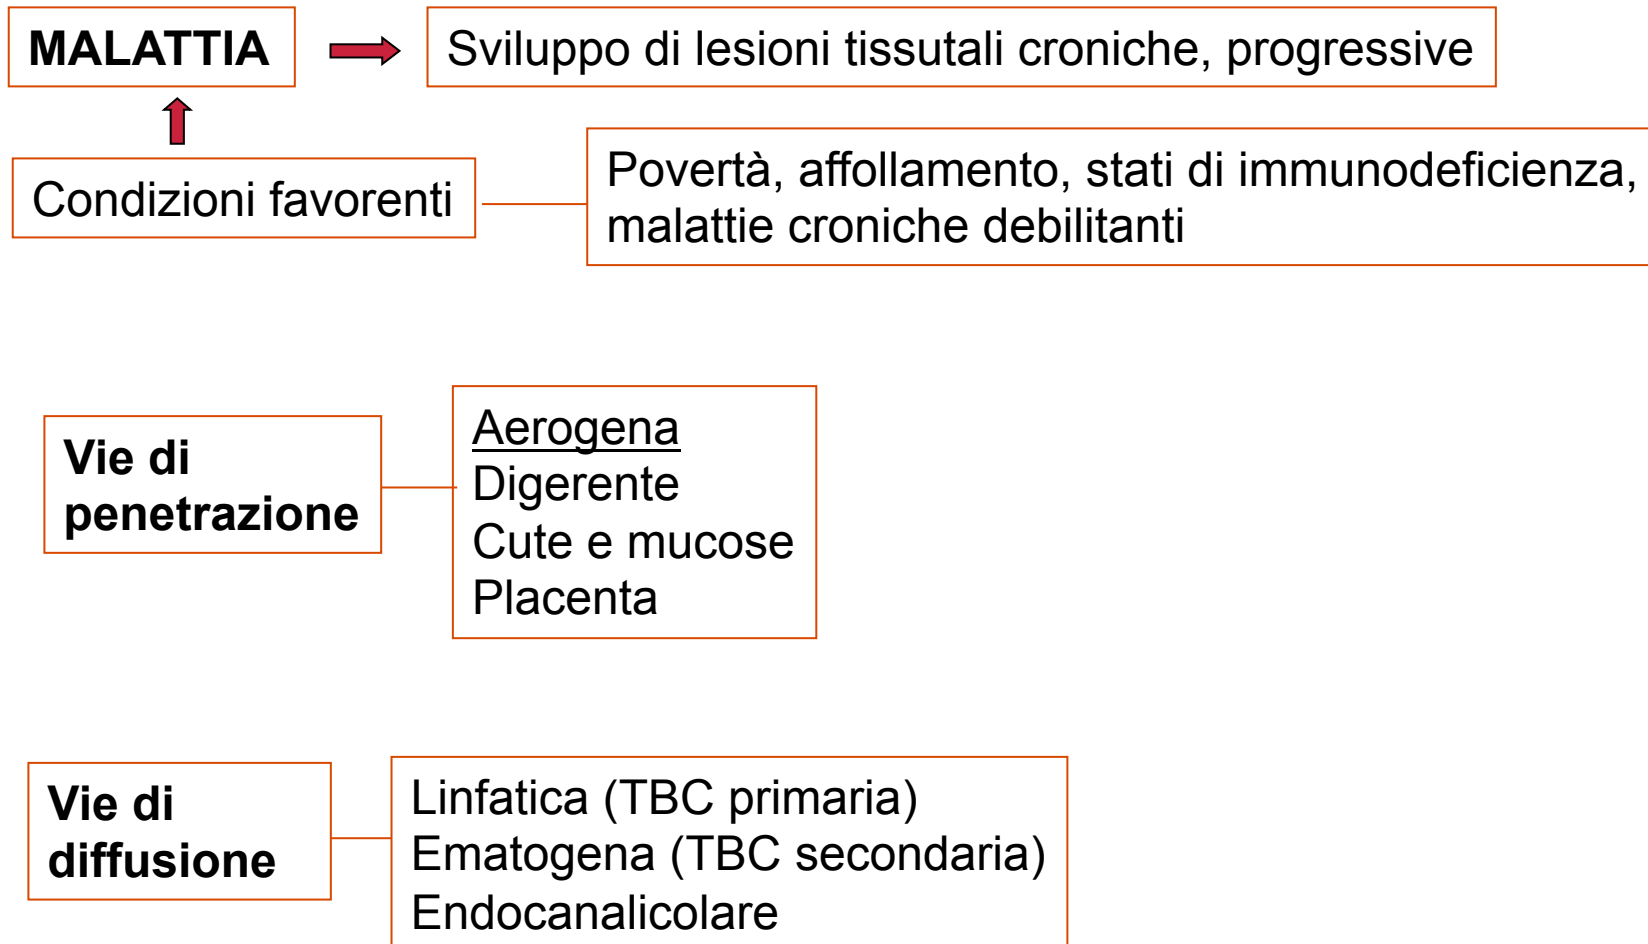 MALATTIA
Sviluppo di lesioni tissutali croniche, progressive
Condizioni favorenti
Povertà, affollamento, stati di immunodeficienza,
malattie croniche debilitanti
Vie di
penetrazione
Aerogena
Digerente
Cute e mucose
Placenta
Vie di
diffusione
Linfatica (TBC primaria)
Ematogena (TBC secondaria)
Endocanalicolare